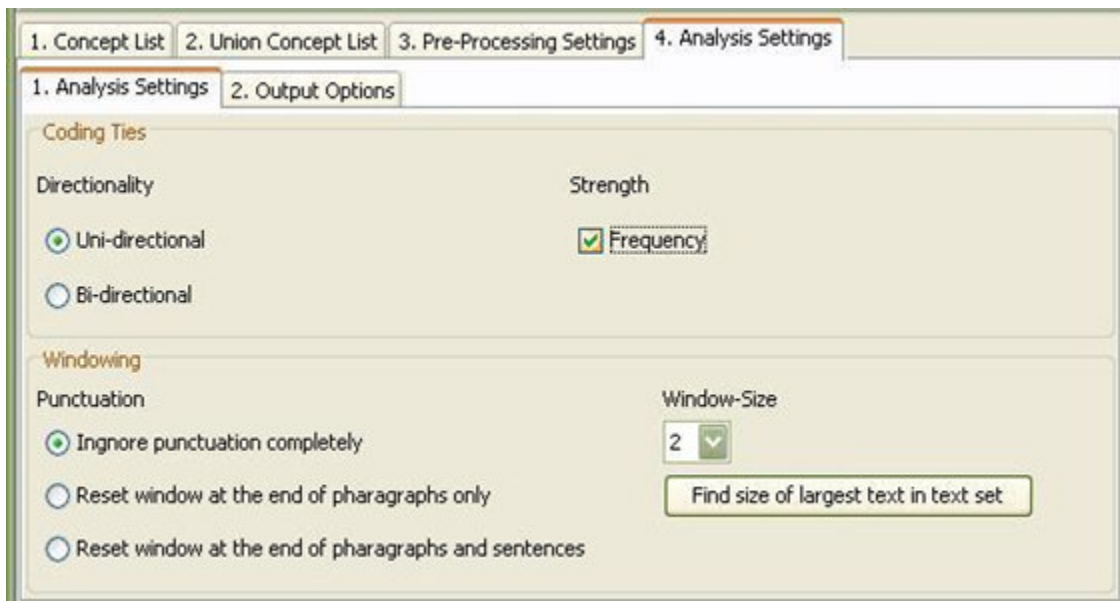 1. Concept List 2. Union Concept List 3. Pre-Processing Settings 4. Analysis Settings
1. Analysis Settings 2. Output Options
Coding Ties
Directionality Strength
Uni-directional Frequency
Bi-directional
Windowing
Punctuation Window-Size
Ingnore punctuation completely 2
Reset window at the end of pharagraphs only Find size of largest text in text set
Reset window at the end of pharagraphs and sentences